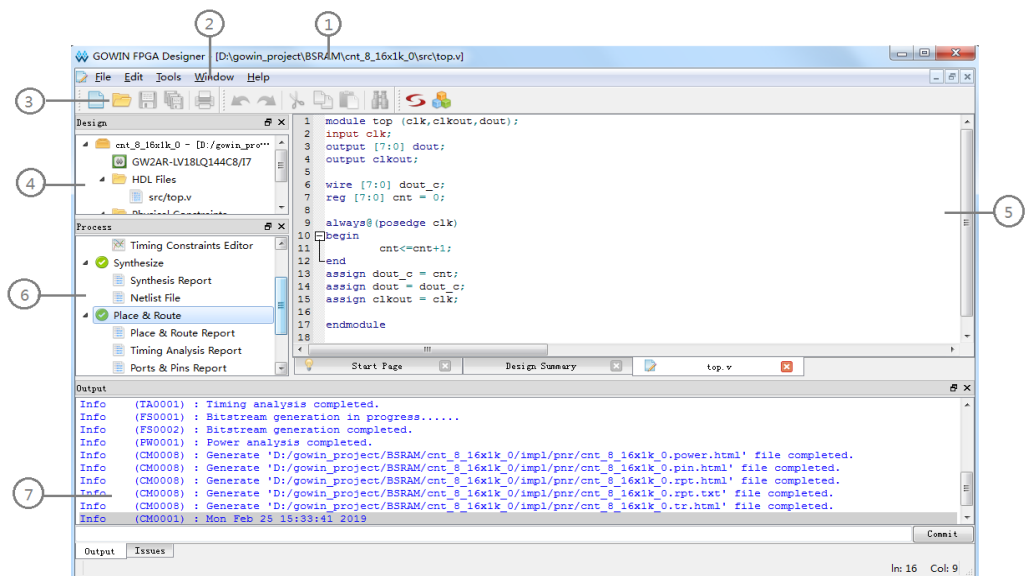 2
1
GOWIN FPGA Designer - [D:\gowin_project\BSRAM\cnt_8_16x1k_0\src\top.v]
File Edit Tools Window Help
3
Design
cnt_8_16x1k_0 - [D:/gowin_pro...
GW2AR-LV18LQ144C8/I7
HDL Files
src/top.v
Physical Constraints
4
1 module top (clk,clkout,dout);
2 input clk;
3 output [7:0] dout;
4 output clkout;
5
6 wire [7:0] dout_c;
7 reg [7:0] cnt = 0;
8
9 always@(posedge clk)
10 begin
11 cnt<=cnt+1;
12 end
13 assign dout_c = cnt;
14 assign dout = dout_c;
15 assign clkout = clk;
16
17 endmodule
18
5
Process
Timing Constraints Editor
Synthesize
Synthesis Report
Netlist File
Place & Route
Place & Route Report
Timing Analysis Report
Ports & Pins Report
6
Start Page Design Summary top.v
Output
Info (TA0001) : Timing analysis completed.
Info (FS0001) : Bitstream generation in progress......
Info (FS0002) : Bitstream generation completed.
Info (PW0001) : Power analysis completed.
Info (CM0008) : Generate 'D:/gowin_project/BSRAM/cnt_8_16x1k_0/impl/pnr/cnt_8_16x1k_0.power.html' file completed.
Info (CM0008) : Generate 'D:/gowin_project/BSRAM/cnt_8_16x1k_0/impl/pnr/cnt_8_16x1k_0.pin.html' file completed.
Info (CM0008) : Generate 'D:/gowin_project/BSRAM/cnt_8_16x1k_0/impl/pnr/cnt_8_16x1k_0.rpt.html' file completed.
Info (CM0008) : Generate 'D:/gowin_project/BSRAM/cnt_8_16x1k_0/impl/pnr/cnt_8_16x1k_0.rpt.txt' file completed.
Info (CM0008) : Generate 'D:/gowin_project/BSRAM/cnt_8_16x1k_0/impl/pnr/cnt_8_16x1k_0.tr.html' file completed.
Info (CM0001) : Mon Feb 25 15:33:41 2019
7
Commit
Output Issues
ln: 16 Col: 9